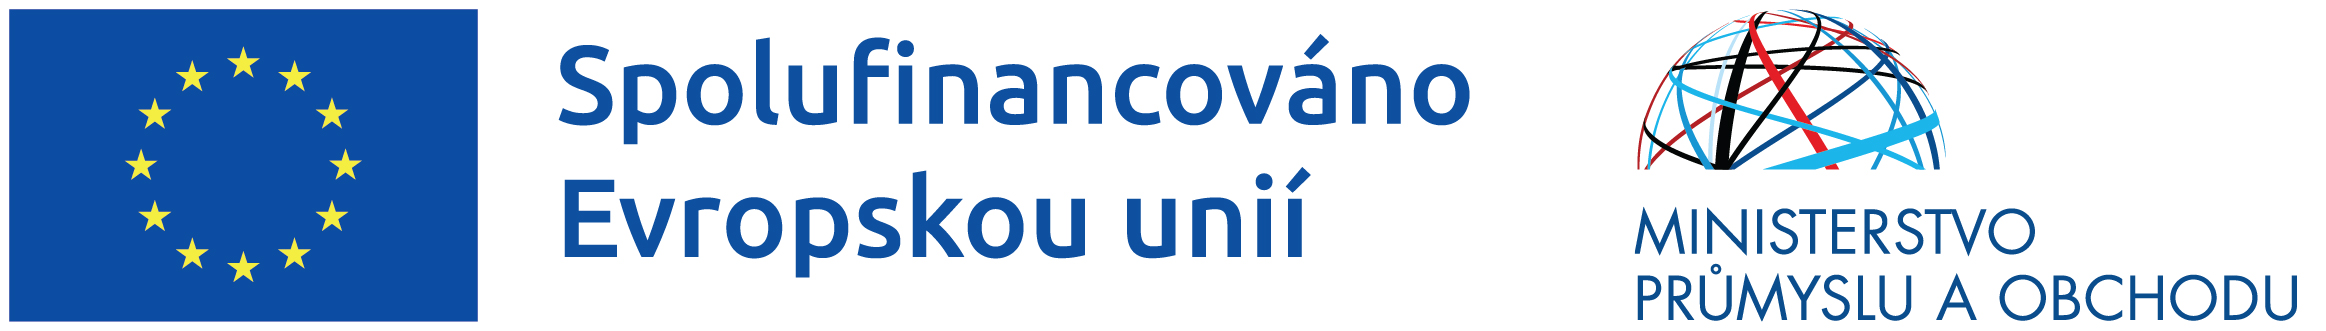 Spolufinancováno
Evropskou unií
MINISTERSTVO
PRŮMYSLU A OBCHODU